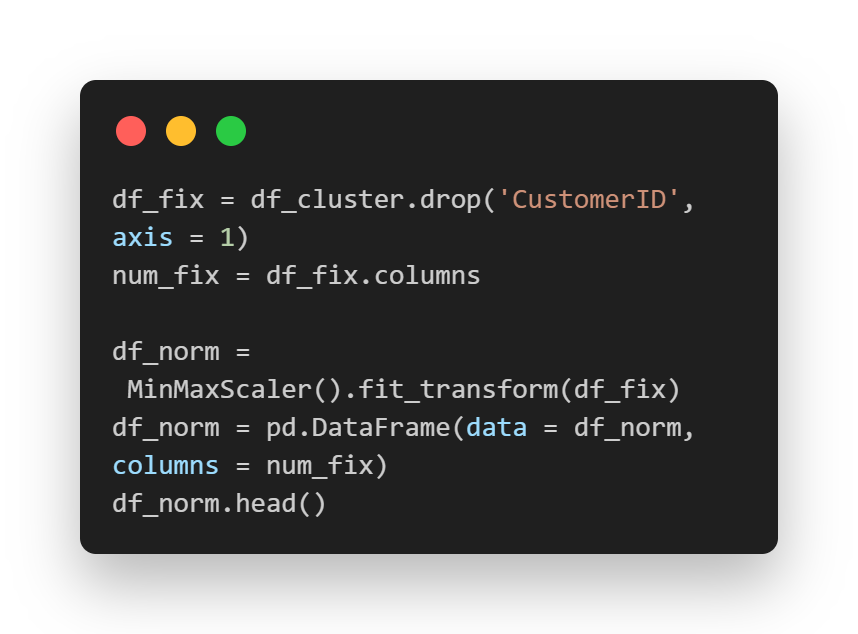 df_fix = df_cluster.drop('CustomerID',
axis = 1)
num_fix = df_fix.columns

df_norm =
 MinMaxScaler().fit_transform(df_fix)
df_norm = pd.DataFrame(data = df_norm,
columns = num_fix)
df_norm.head()